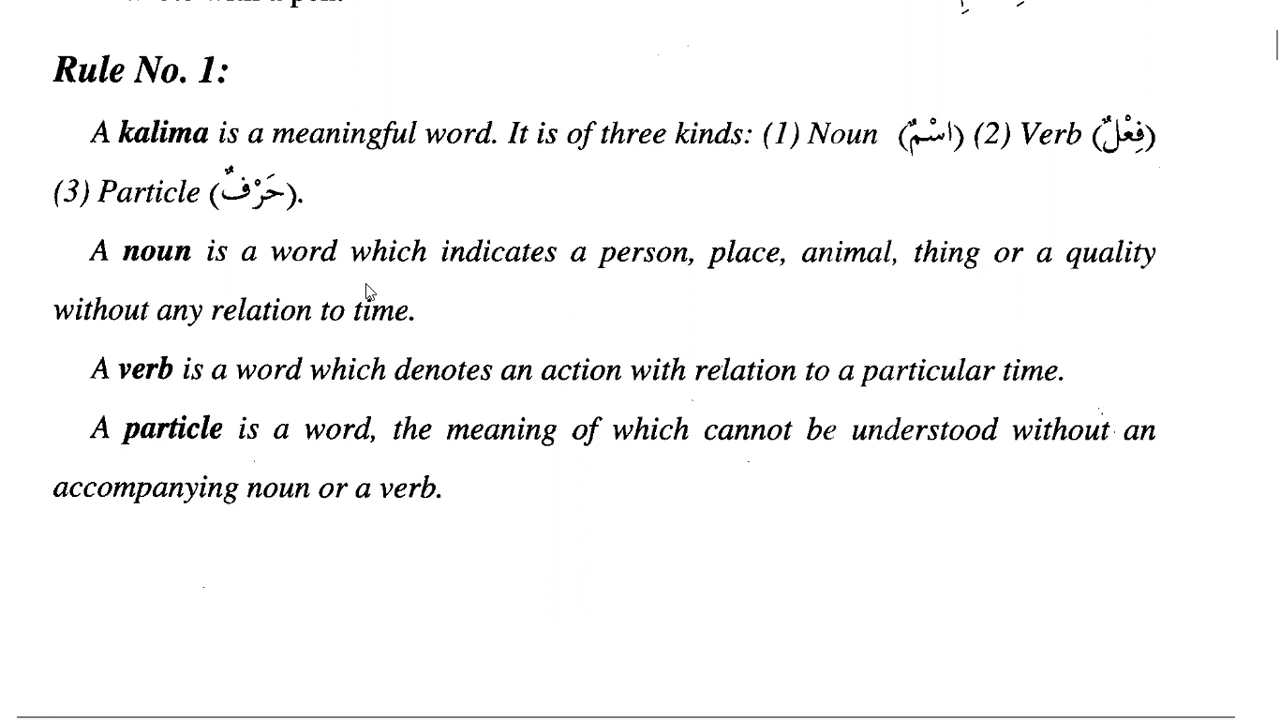 Rule No. 1:
A kalima is a meaningful word. It is of three kinds: (1) Noun (اسْمٌ) (2) Verb (فِعْلٌ)
(3) Particle (حَرْفٌ).
A noun is a word which indicates a person, place, animal, thing or a quality
without any relation to time.
A verb is a word which denotes an action with relation to a particular time.
A particle is a word, the meaning of which cannot be understood without an
accompanying noun or a verb.